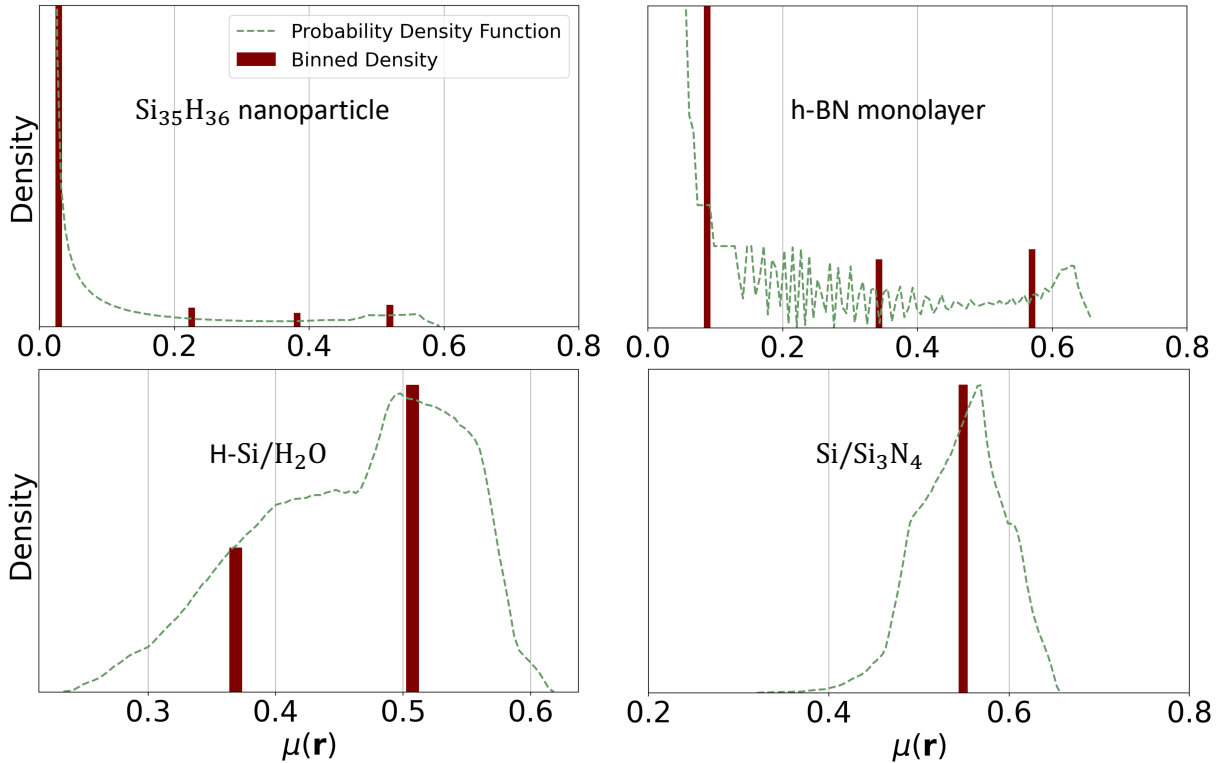 Probability Density Function
Binned Density
Si₃₅H₃₆ nanoparticle
Density
0.0 0.2 0.4 0.6 0.8
h-BN monolayer
0.0 0.2 0.4 0.6 0.8
H-Si/H₂O
Density
0.3 0.4 0.5 0.6
μ(r)
Si/Si₃N₄
0.2 0.4 0.6 0.8
μ(r)